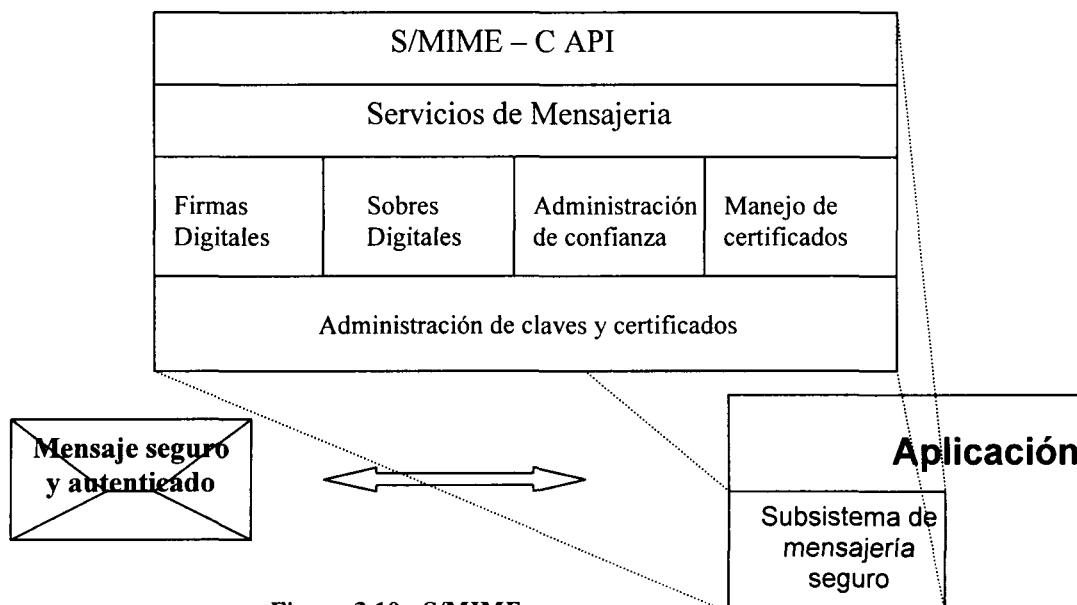 S/MIME – C API
Servicios de Mensajeria
Firmas
Digitales
Sobres
Digitales
Administración
de confianza
Manejo de
certificados
Administración de claves y certificados
Mensaje seguro
y autenticado
Aplicación
Subsistema de
mensajería
seguro
S/MIME